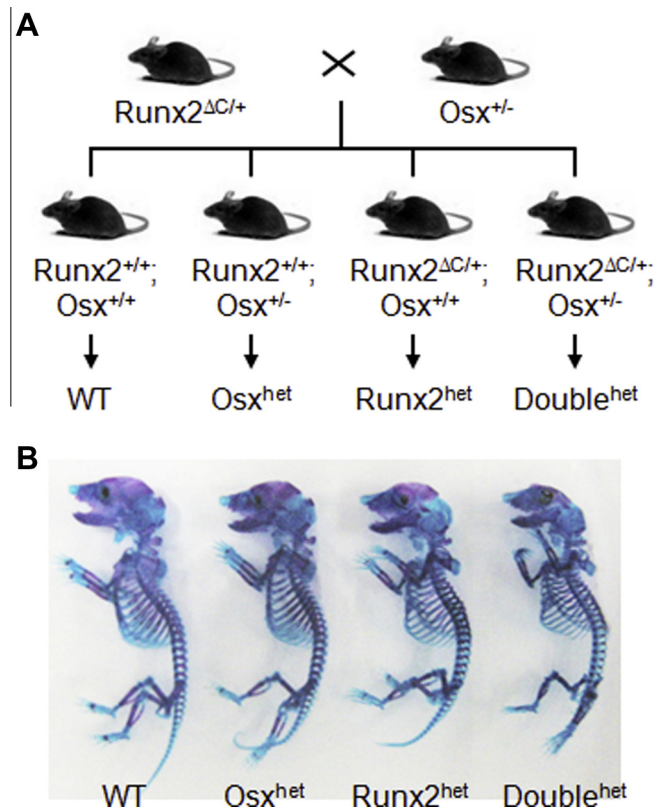 A
Runx2ΔC/+
Osx+/-
Runx2+/+;
Osx+/+
Runx2+/+;
Osx+/-
Runx2ΔC/+;
Osx+/+
Runx2ΔC/+;
Osx+/-
WT
Osxhet
Runx2het
Doublehet
B
WT
Osxhet
Runx2het
Doublehet